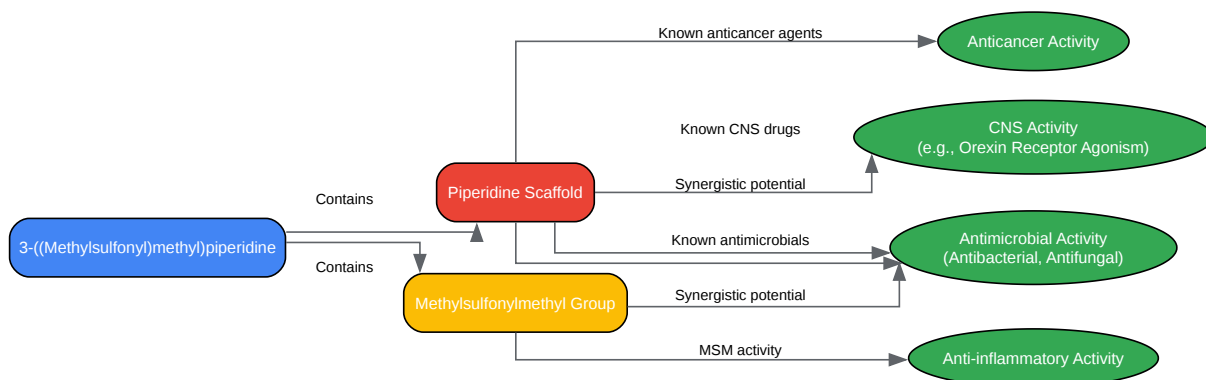 Known anticancer agents
Anticancer Activity
Known CNS drugs
CNS Activity
(e.g., Orexin Receptor Agonism)
Piperidine Scaffold
Synergistic potential
Contains
3-((Methylsulfonyl)methyl)piperidine
Contains
Known antimicrobials
Antimicrobial Activity
(Antibacterial, Antifungal)
Methylsulfonylmethyl Group
Synergistic potential
MSM activity
Anti-inflammatory Activity